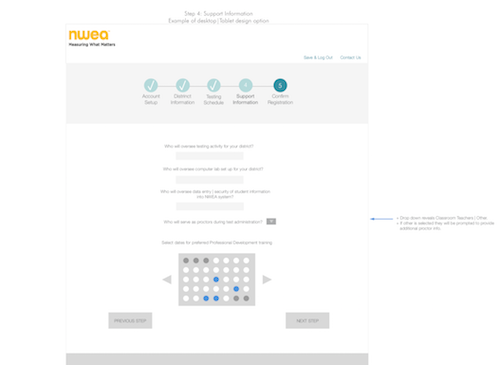 Step 4: Support Information
Example of desktop|Tablet design option
nwea
Measuring What Matters
Save & Log Out Contact Us
4 5
Account Setup
District Information
Testing Schedule
Support Information
Confirm Registration
Who will oversee testing activity for your district?
Who will oversee computer lab set up for your district?
Who will oversee data entry | security of student information
into NWEA system?
Who will serve as proctors during test administration?
+ Drop down reveals Classroom Teachers | Other
+ If other is selected they will be prompted to provide
additional proctor info.
Select dates for preferred Professional Development training.
PREVIOUS STEP NEXT STEP